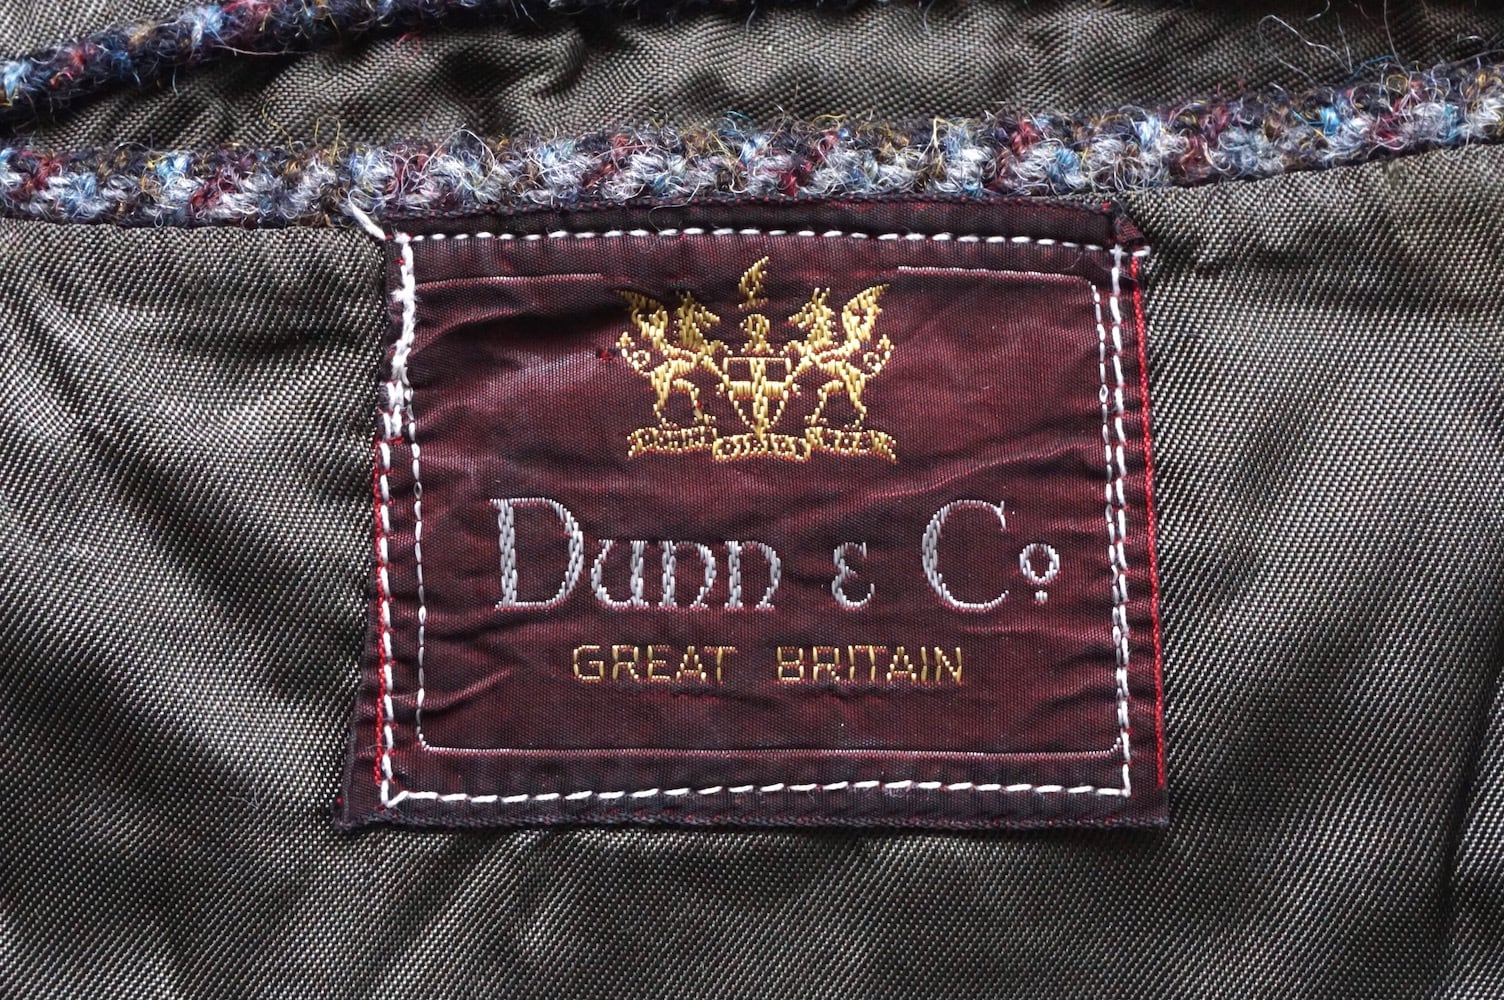 Dunn & Co
GREAT BRITAIN